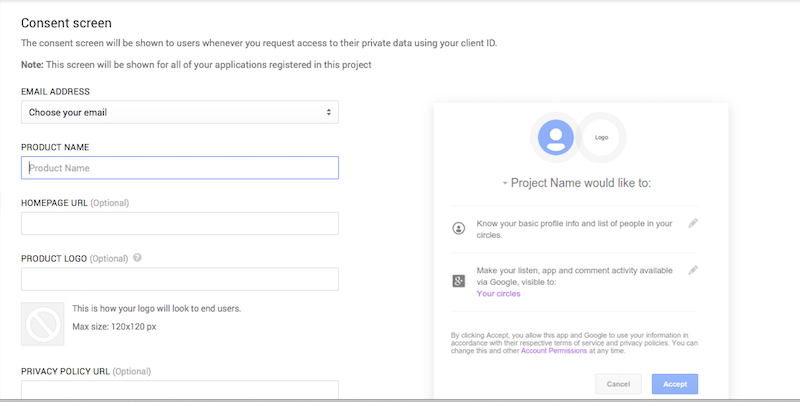 Consent screen
The consent screen will be shown to users whenever you request access to their private data using your client ID.
Note: This screen will be shown for all of your applications registered in this project
EMAIL ADDRESS
Choose your email
PRODUCT NAME
Product Name
HOMEPAGE URL (Optional)
PRODUCT LOGO (Optional) ?
This is how your logo will look to end users.
Max size: 120x120 px
PRIVACY POLICY URL (Optional)
Logo
Project Name would like to:
Know your basic profile info and list of people in your
circles.
g+
Make your listen, app and comment activity available
via Google, visible to:
Your circles
By clicking Accept, you allow this app and Google to use your information in
accordance with their respective terms of service and privacy policies. You can
change this and other Account Permissions at any time.
Cancel
Accept